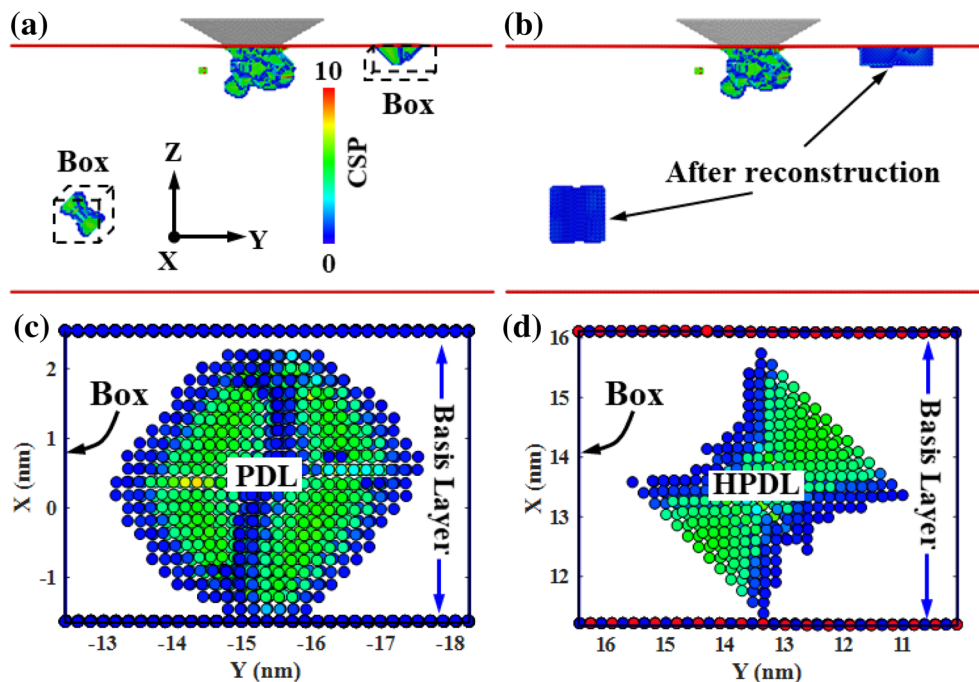 (a)
10
Box
Box
Z
CSP
Y
X
0
(b)
After reconstruction
(c)
2
1
0
-1
X (nm)
Box
PDL
Basis Layer
-13 -14 -15 -16 -17 -18
Y (nm)
(d)
16
15
14
13
12
X (nm)
Box
HPDL
Basis Layer
16 15 14 13 12 11
Y (nm)